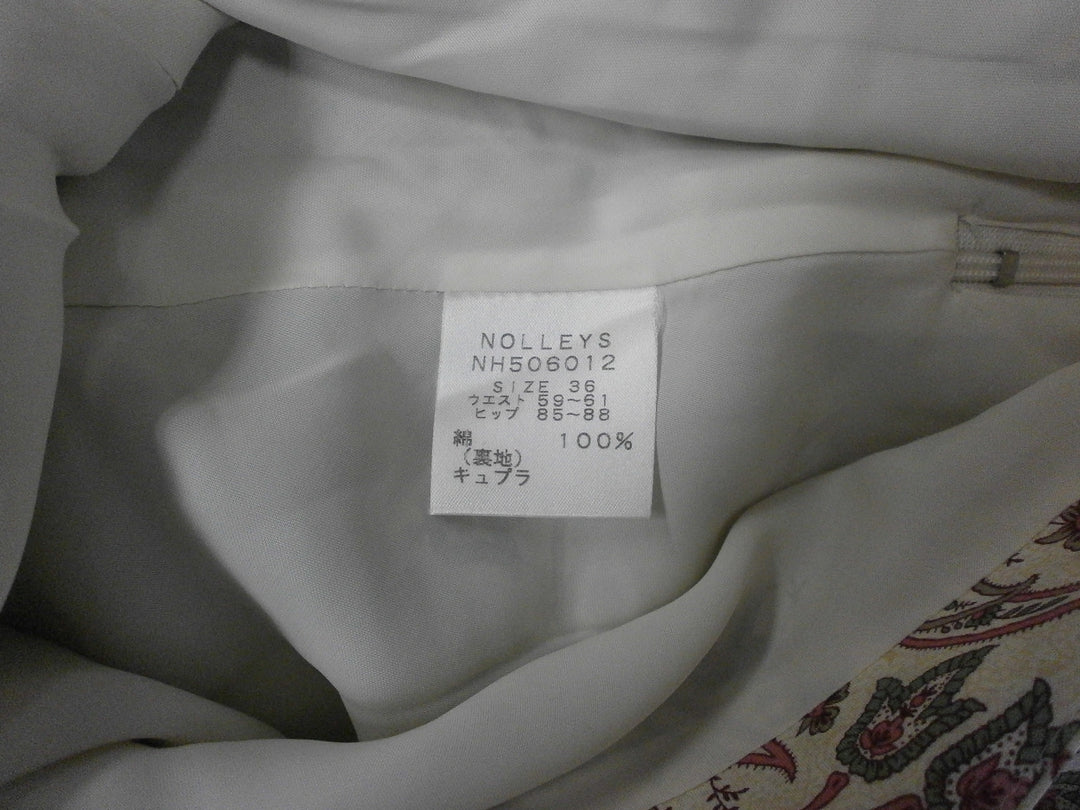 NOLLEYS
NH506012
SIZE 36
ウエスト 59~61
ヒップ 85~88
綿 100%
(裏地)
キュプラ